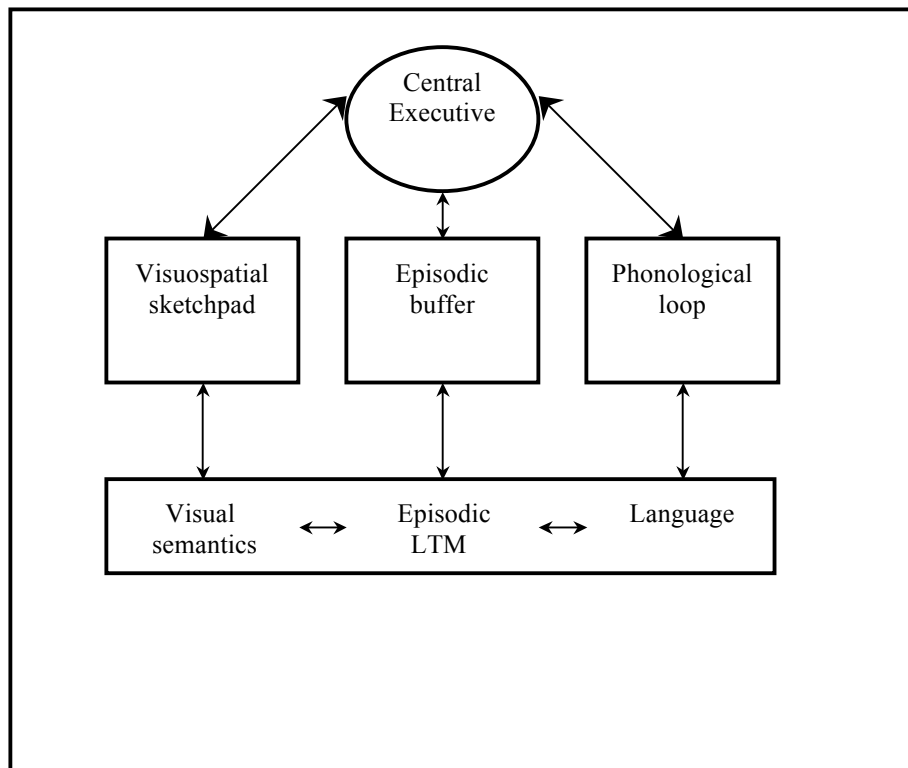 Central
Executive
Visuospatial
sketchpad
Episodic
buffer
Phonological
loop
Visual
semantics
Episodic
LTM
Language